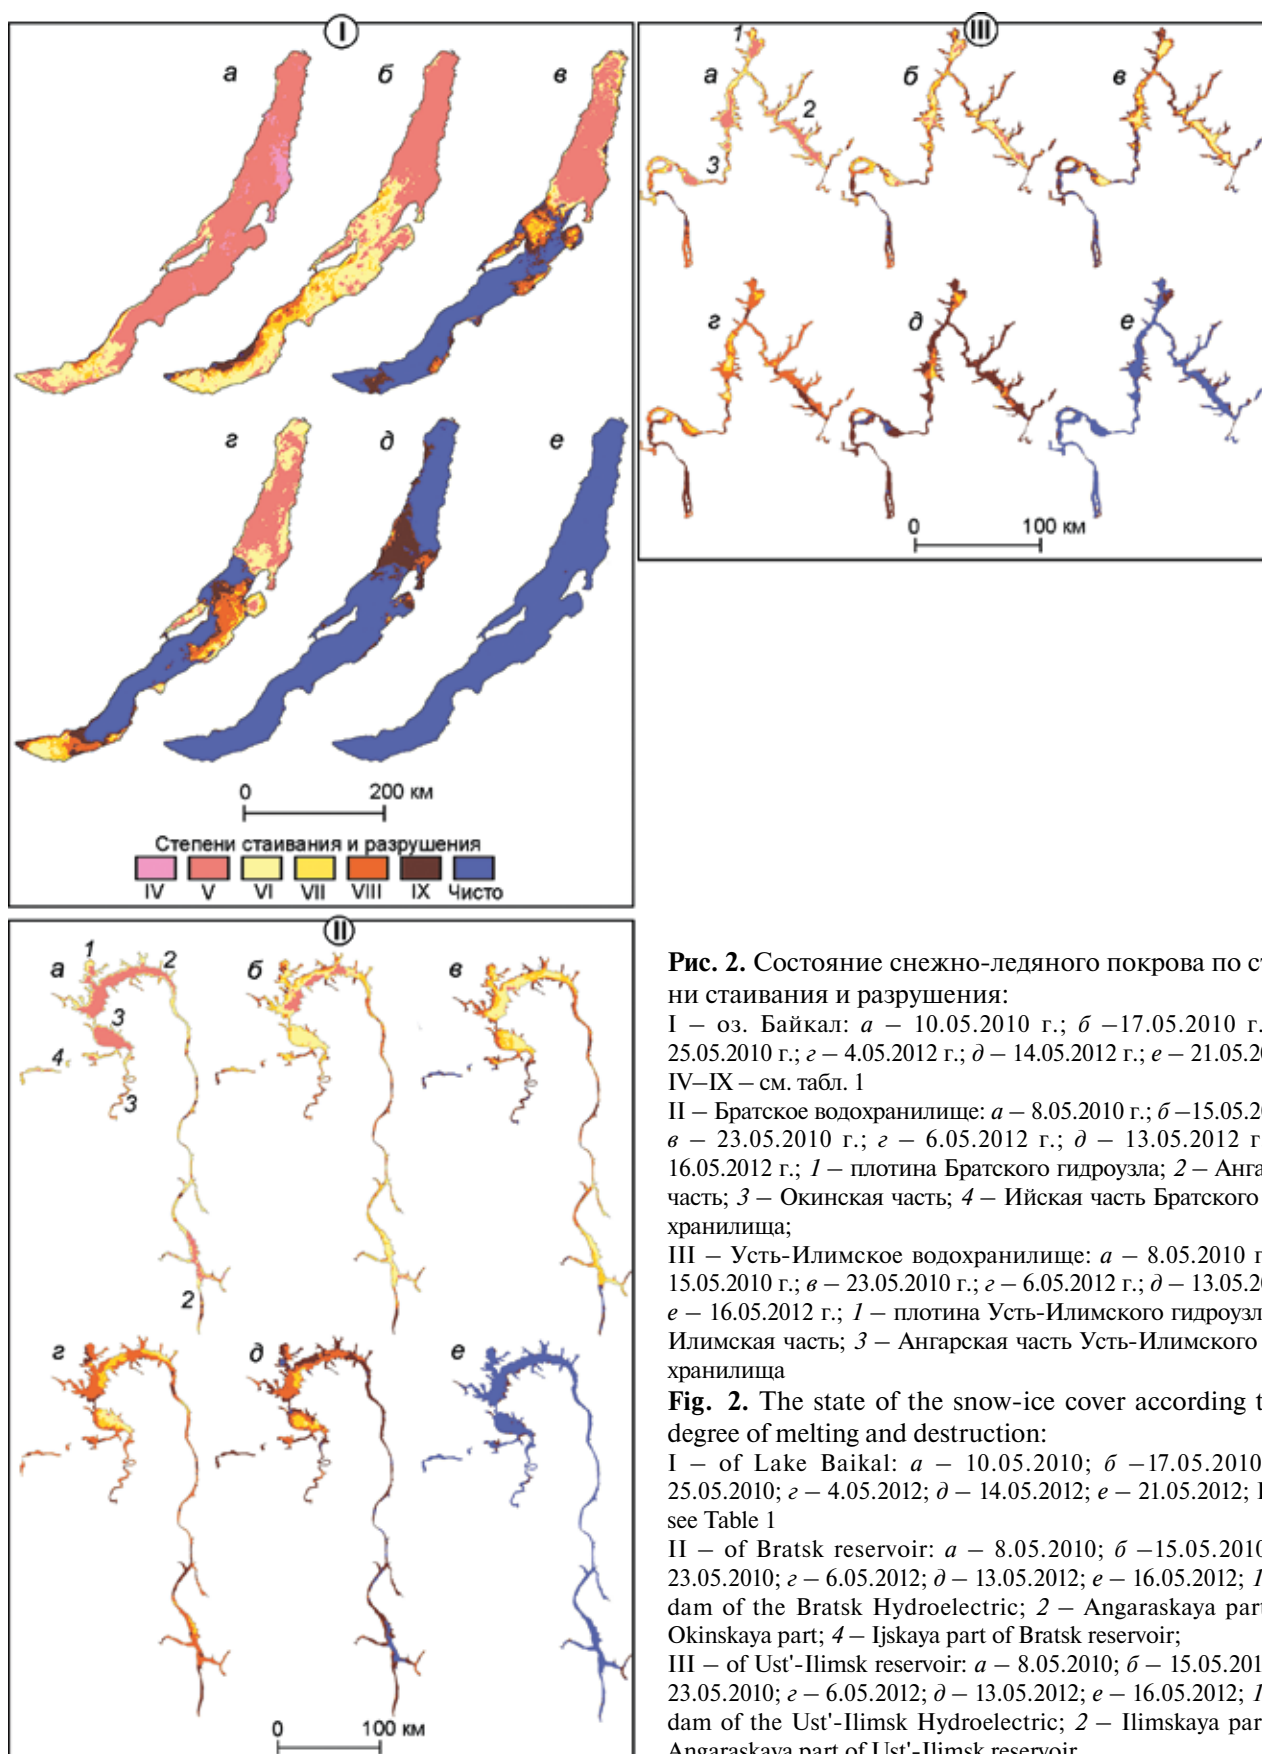 I
а
б
в
г
д
е
0
200 км
Степени стаивания и разрушения
IV
V
VI
VII
VIII
IX
Чисто
III
1
а
б
в
2
3
г
д
е
0
100 км
II
1
а
2
б
в
3
4
3
2
г
д
е
0
100 км
Рис. 2. Состояние снежно-ледяного покрова по
ни стаивания и разрушения:
I – оз. Байкал: а – 10.05.2010 г.; б –17.05.2010 г.
25.05.2010 г.; г – 4.05.2012 г.; д – 14.05.2012 г.; е – 21.05.
IV–IX – см. табл. 1
II – Братское водохранилище: а – 8.05.2010 г.; б –15.05.
в – 23.05.2010 г.; г – 6.05.2012 г.; д – 13.05.2012 г.
16.05.2012 г.; 1 – плотина Братского гидроузла; 2 –
часть; 3 – Окинская часть; 4 – Ийская часть Братского
хранилища;
III – Усть-Илимское водохранилище: а – 8.05.2010 г.
15.05.2010 г.; в – 23.05.2010 г.; г – 6.05.2012 г.; д – 13.05.
е – 16.05.2012 г.; 1 – плотина Усть-Илимского
Илимская часть; 3 – Ангарская часть Усть-Илимского
хранилища
Fig. 2. The state of the snow-ice cover according
degree of melting and destruction:
I – of Lake Baikal: а – 10.05.2010; б –17.05.2010
25.05.2010; г – 4.05.2012; д – 14.05.2012; е – 21.05.2012;
see Table 1
II – of Bratsk reservoir: а – 8.05.2010; б –15.05.2010
23.05.2010; г – 6.05.2012; д – 13.05.2012; е – 16.05.2012; 1
dam of the Bratsk Hydroelectric; 2 – Angaraskaya part
Okinskaya part; 4 – Ijskaya part of Bratsk reservoir;
III – of Ust'-Ilimsk reservoir: а – 8.05.2010; б – 15.05.
23.05.2010; г – 6.05.2012; д – 13.05.2012; е – 16.05.2012; 1
dam of the Ust'-Ilimsk Hydroelectric; 2 – Ilimskaya part
Angaraskaya part of Ust'-Ilimsk reservoir